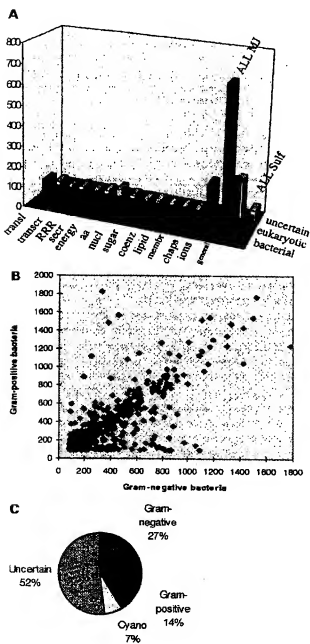 A
800
700
600
500
400
300
200
100
0
ALL MJ
ALL Sulf
transl
transcr
RRR
secr
energy
aa
nucl
sugar
coenz
lipid
membr
chaps
ions
general
uncertain
eukaryotic
bacterial
B
Gram-positive bacteria
2000
1800
1600
1400
1200
1000
800
600
400
200
0
0 200 400 600 800 1000 1200 1400 1600 1800
Gram-negative bacteria
C
Gram-
negative
27%
Uncertain
52%
Gram-
positive
14%
Cyano
7%